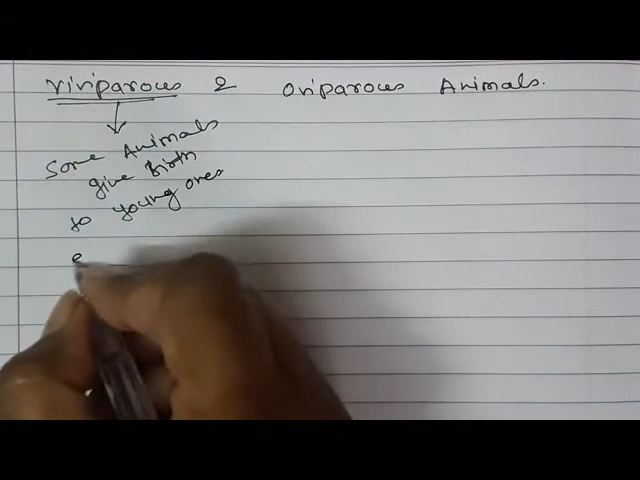 Viviparous & Oviparous Animals.
Some Animals
give Birth
to young ones
e